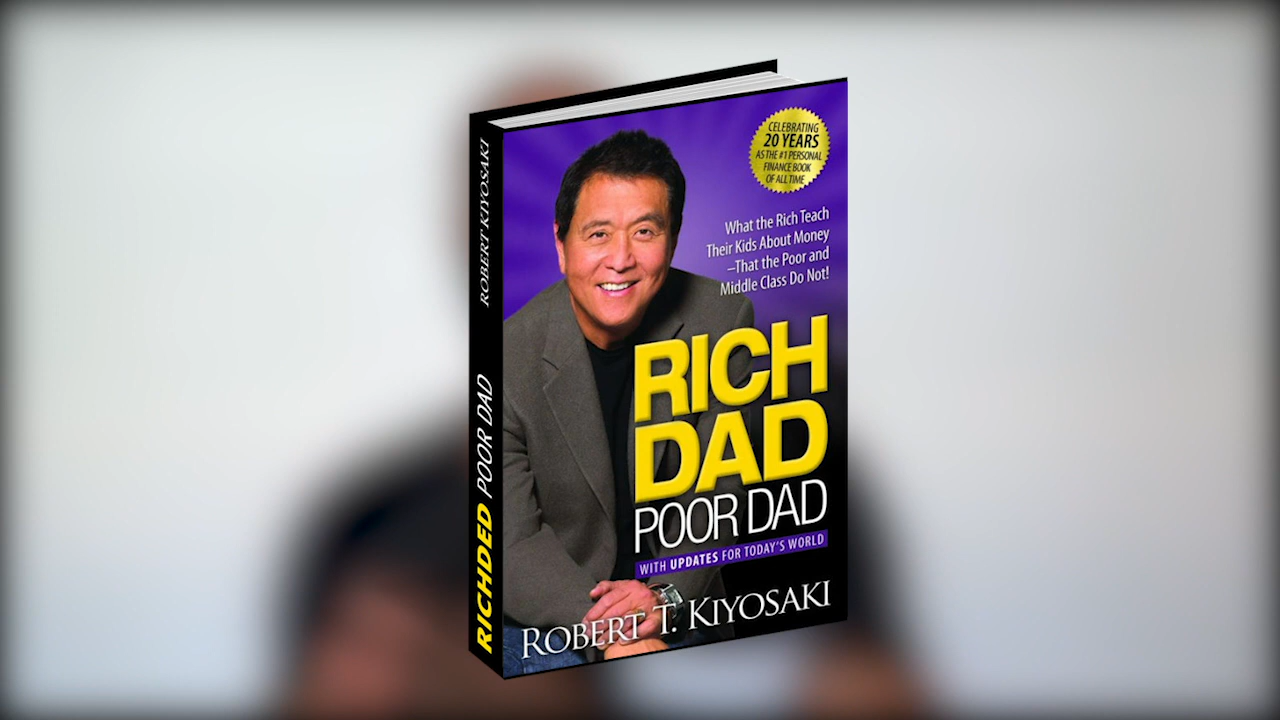 ROBERT KIYOSAKI
RICHDED POOR DAD
CELEBRATING
20 YEARS
AS THE #1 PERSONAL
FINANCE BOOK
OF ALL TIME
What the Rich Teach
Their Kids About Money
–That the Poor and
Middle Class Do Not!
RICH
DAD
POOR DAD
WITH UPDATES FOR TODAY'S WORLD
ROBERT T. KIYOSAKI